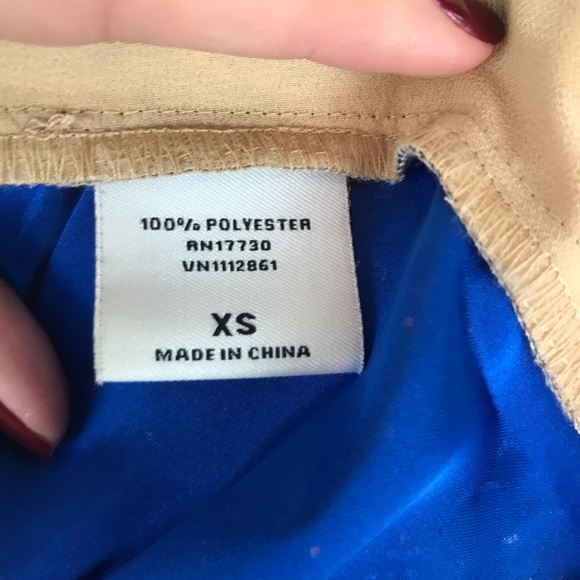 100% POLYESTER
RN17730
VN1112861
XS
MADE IN CHINA